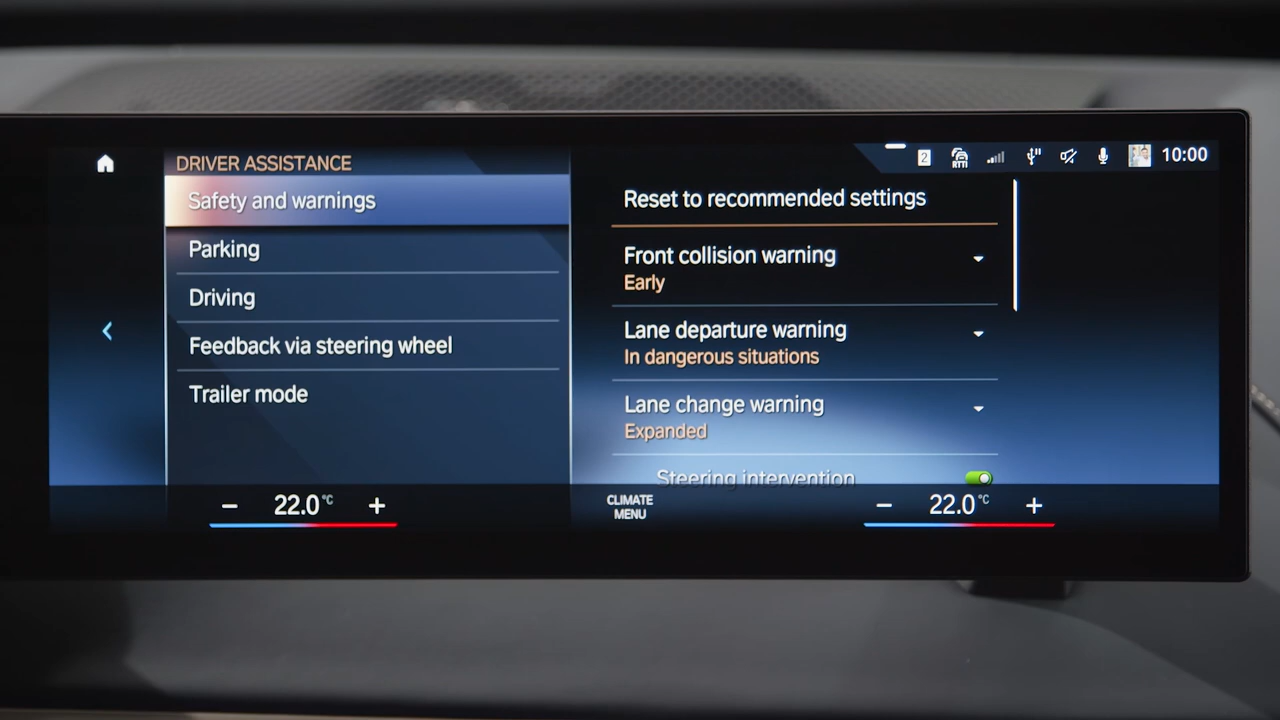 DRIVER ASSISTANCE
Safety and warnings
Parking
Driving
Feedback via steering wheel
Trailer mode
2
RTTI
10:00
Reset to recommended settings
Front collision warning
Early
Lane departure warning
In dangerous situations
Lane change warning
Expanded
Steering intervention
− 22.0°C +
CLIMATE
MENU
− 22.0°C +